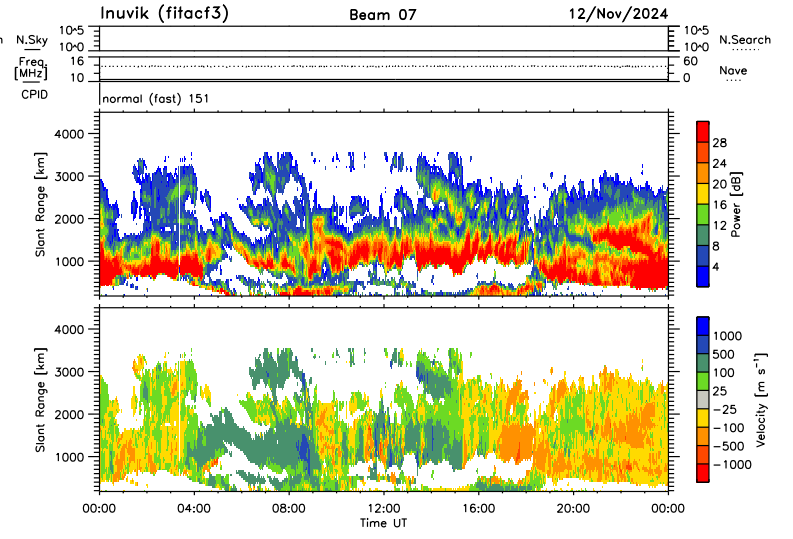 Inuvik (fitacf3) Beam 07 12/Nov/2024
N.Sky 10^5 10^0 10^5 10^0 N.Search
Freq. [MHz] 16 10 60 0 Nave
CPID normal (fast) 151
Slant Range [km]
4000
3000
2000
1000
28
24
20
16
12
8
4
Power [dB]
Slant Range [km]
4000
3000
2000
1000
1000
500
100
25
-25
-100
-500
-1000
Velocity [m s⁻¹]
00:00 04:00 08:00 12:00 16:00 20:00 00:00
Time UT